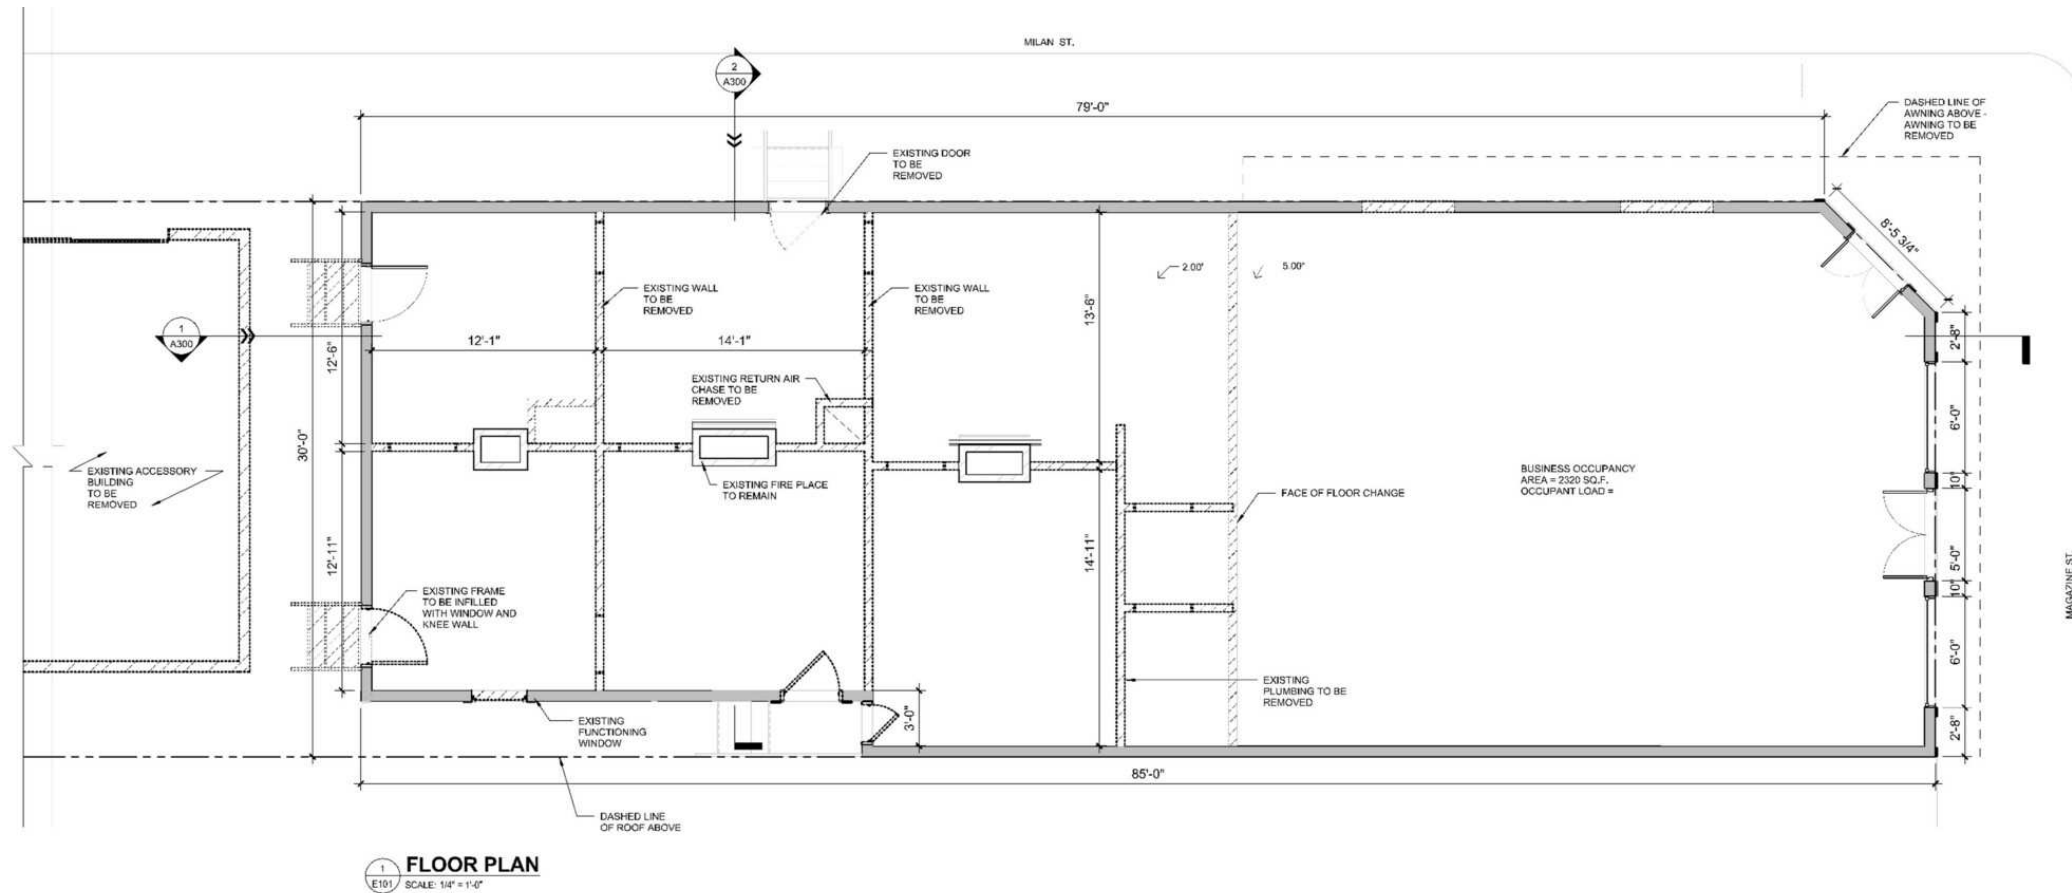 MILAN ST.
2
A300
79'-0"
DASHED LINE OF
AWNING ABOVE -
AWNING TO BE
REMOVED
EXISTING DOOR
TO BE
REMOVED
8'-5 3/4"
2.00"
5.00"
EXISTING WALL
TO BE
REMOVED
EXISTING WALL
TO BE
REMOVED
13'-6"
1
A300
12'-6"
12'-1"
14'-1"
2'-8"
EXISTING RETURN AIR
CHASE TO BE
REMOVED
6'-0"
30'-0"
EXISTING ACCESSORY
BUILDING
TO BE
REMOVED
EXISTING FIRE PLACE
TO REMAIN
FACE OF FLOOR CHANGE
BUSINESS OCCUPANCY
AREA = 2320 SQ.F.
OCCUPANT LOAD =
10"
12'-11"
14'-11"
5'-0"
10"
MAGAZINE ST.
EXISTING FRAME
TO BE INFILLED
WITH WINDOW AND
KNEE WALL
6'-0"
EXISTING
PLUMBING TO BE
REMOVED
EXISTING
FUNCTIONING
WINDOW
3'-0"
2'-8"
85'-0"
DASHED LINE
OF ROOF ABOVE
1
E101
FLOOR PLAN
SCALE: 1/4" = 1'-0"